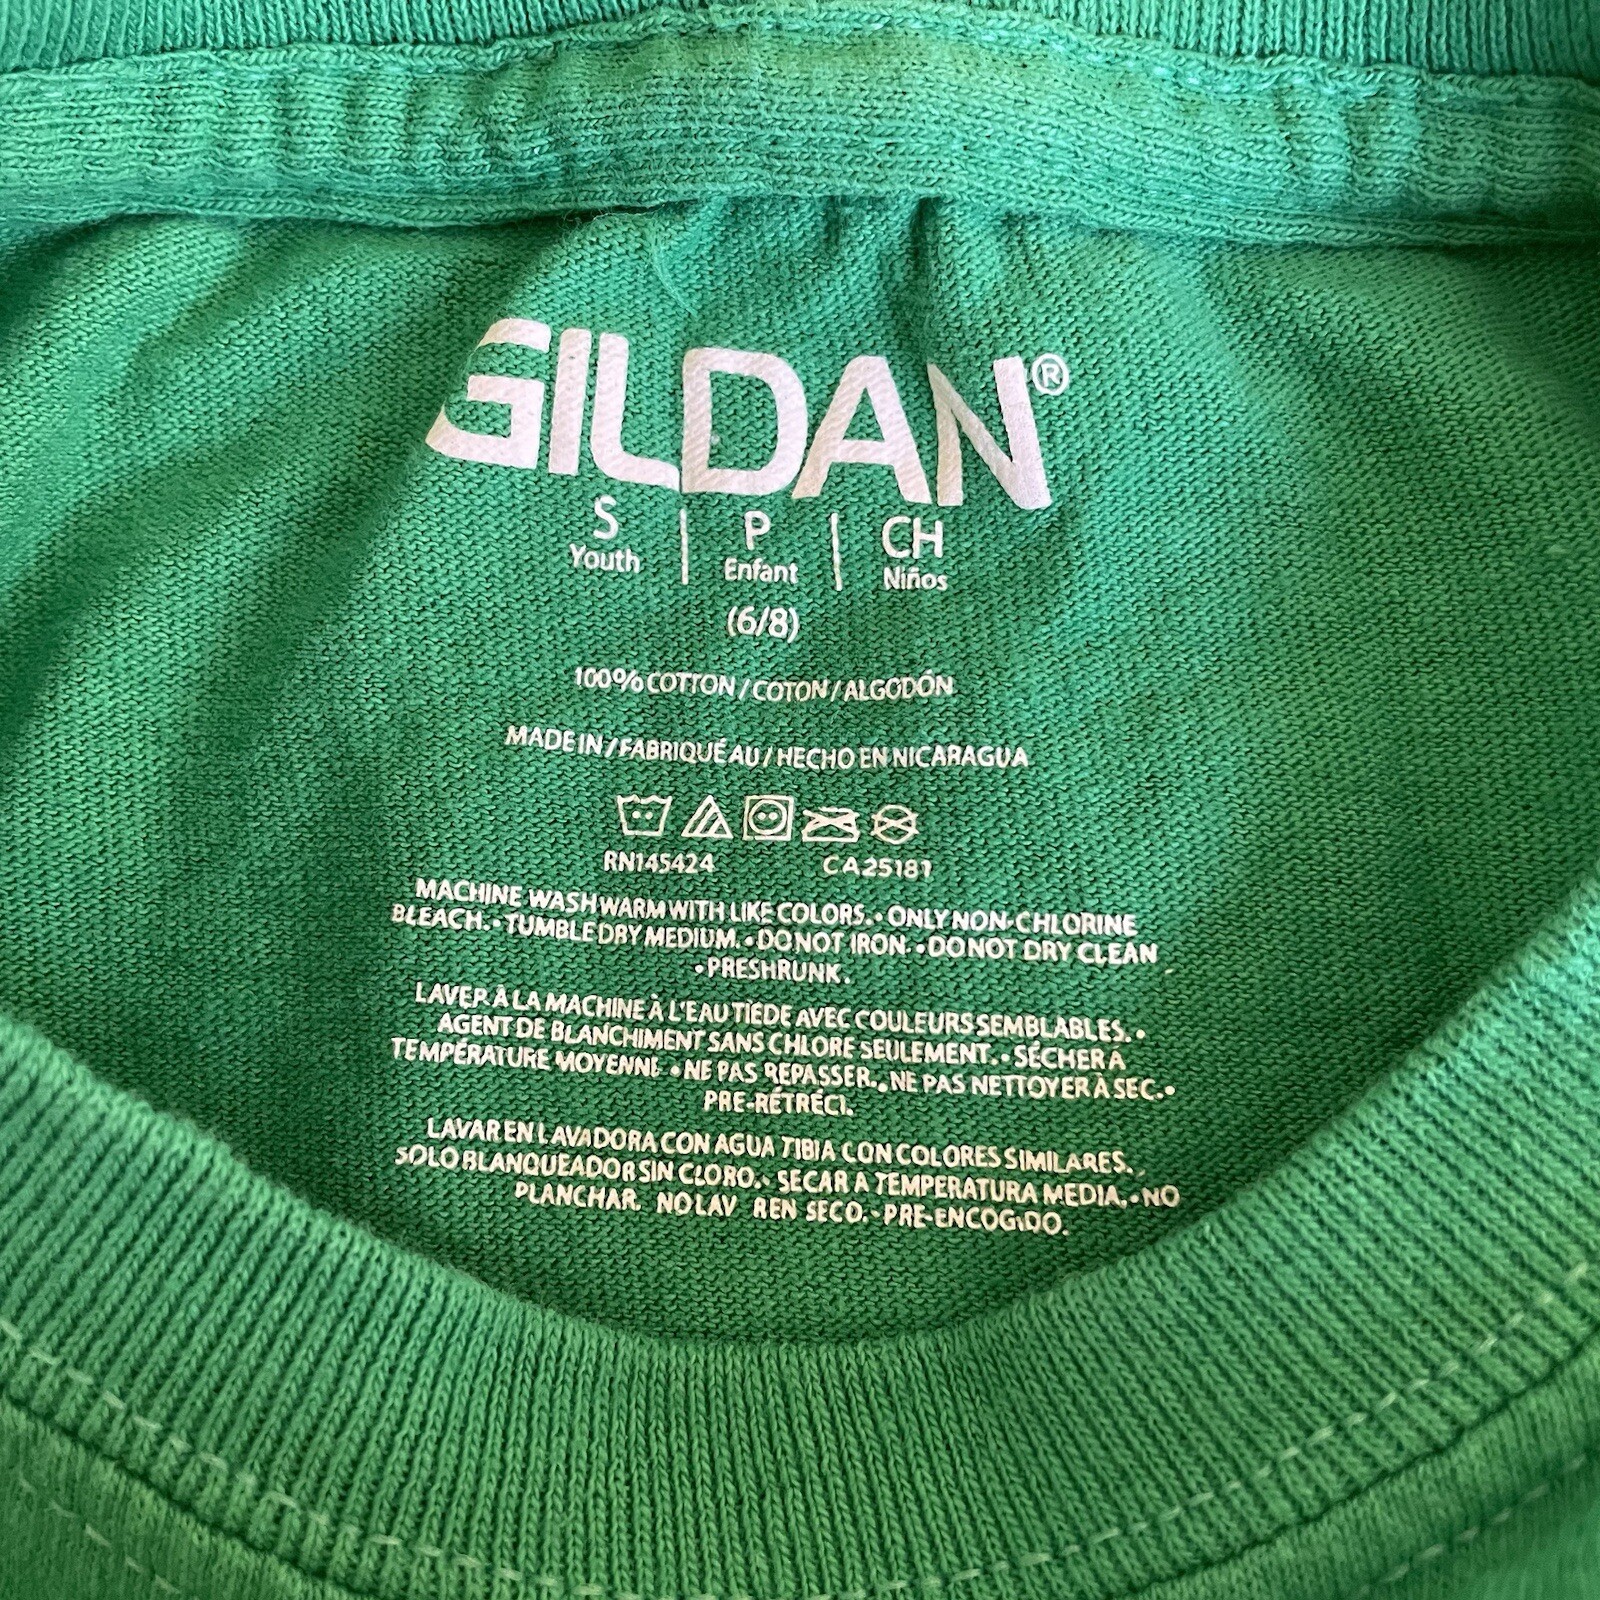 GILDAN®
S | P | CH
Youth Enfant Niños
(6/8)
100% COTTON / COTON / ALGODÓN
MADE IN / FABRIQUÉ AU / HECHO EN NICARAGUA
RN145424 CA25181
MACHINE WASH WARM WITH LIKE COLORS. • ONLY NON-CHLORINE
BLEACH. • TUMBLE DRY MEDIUM. • DO NOT IRON. • DO NOT DRY CLEAN
• PRESHRUNK.
LAVER À LA MACHINE À L'EAU TIÈDE AVEC COULEURS SEMBLABLES. •
AGENT DE BLANCHIMENT SANS CHLORE SEULEMENT. • SÉCHER À
TEMPÉRATURE MOYENNE • NE PAS REPASSER. • NE PAS NETTOYER À SEC. •
PRE-RÉTRÉCI.
LAVAR EN LAVADORA CON AGUA TIBIA CON COLORES SIMILARES.
SOLO BLANQUEADOR SIN CLORO. • SECAR A TEMPERATURA MEDIA. • NO
PLANCHAR. NO LAV REN SECO. • PRE-ENCOGIDO.